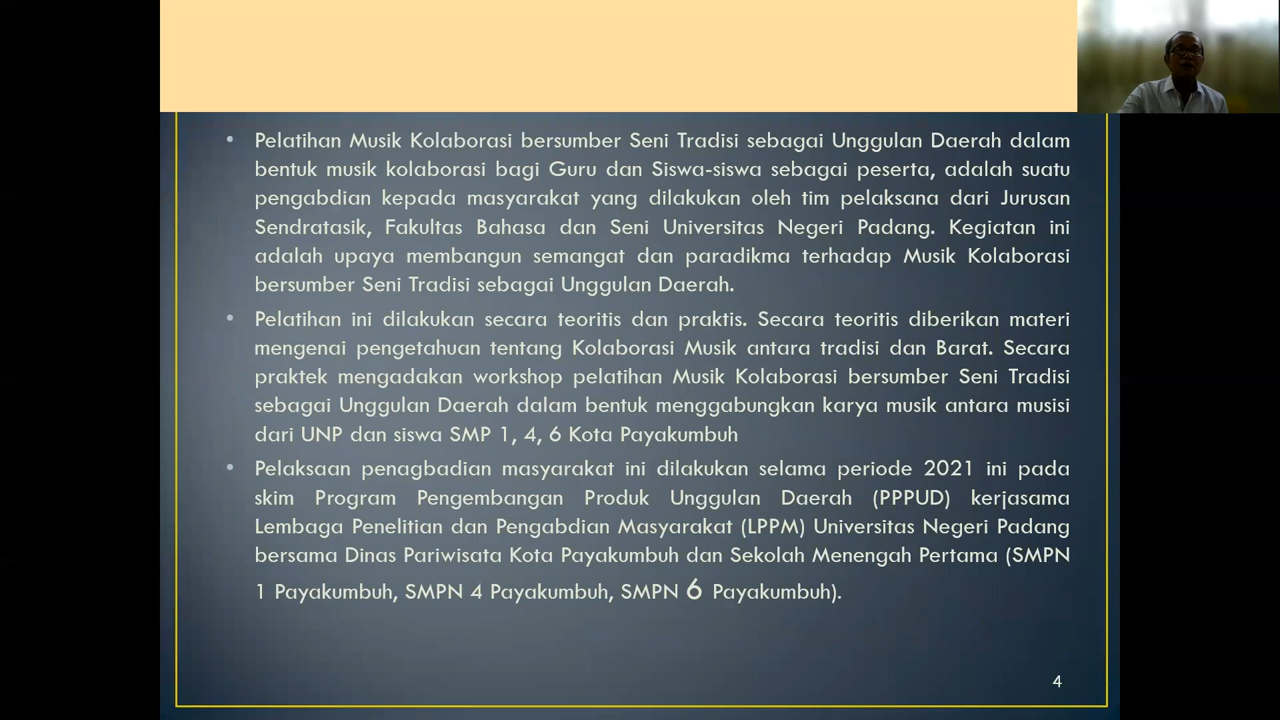 • Pelatihan Musik Kolaborasi bersumber Seni Tradisi sebagai Unggulan Daerah dalam
bentuk musik kolaborasi bagi Guru dan Siswa-siswa sebagai peserta, adalah suatu
pengabdian kepada masyarakat yang dilakukan oleh tim pelaksana dari Jurusan
Sendratasik, Fakultas Bahasa dan Seni Universitas Negeri Padang. Kegiatan ini
adalah upaya membangun semangat dan paradikma terhadap Musik Kolaborasi
bersumber Seni Tradisi sebagai Unggulan Daerah.
• Pelatihan ini dilakukan secara teoritis dan praktis. Secara teoritis diberikan materi
mengenai pengetahuan tentang Kolaborasi Musik antara tradisi dan Barat. Secara
praktek mengadakan workshop pelatihan Musik Kolaborasi bersumber Seni Tradisi
sebagai Unggulan Daerah dalam bentuk menggabungkan karya musik antara musisi
dari UNP dan siswa SMP 1, 4, 6 Kota Payakumbuh
• Pelaksaan penagbadian masyarakat ini dilakukan selama periode 2021 ini pada
skim Program Pengembangan Produk Unggulan Daerah (PPPUD) kerjasama
Lembaga Penelitian dan Pengabdian Masyarakat (LPPM) Universitas Negeri Padang
bersama Dinas Pariwisata Kota Payakumbuh dan Sekolah Menengah Pertama (SMPN
1 Payakumbuh, SMPN 4 Payakumbuh, SMPN 6 Payakumbuh).
4